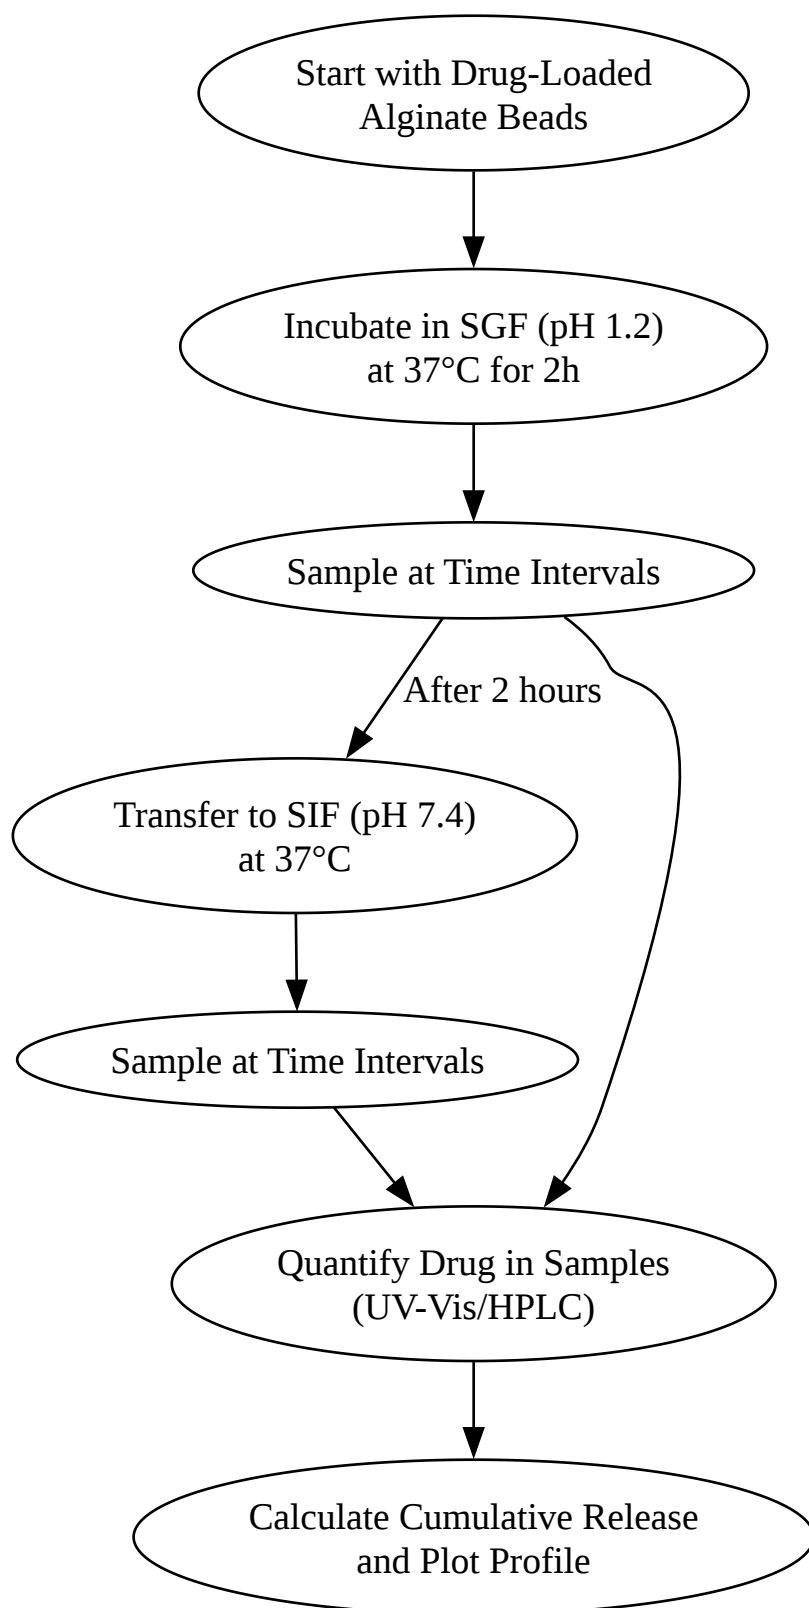 Start with Drug-Loaded
Alginate Beads
Incubate in SGF (pH 1.2)
at 37°C for 2h
Sample at Time Intervals
After 2 hours
Transfer to SIF (pH 7.4)
at 37°C
Sample at Time Intervals
Quantify Drug in Samples
(UV-Vis/HPLC)
Calculate Cumulative Release
and Plot Profile